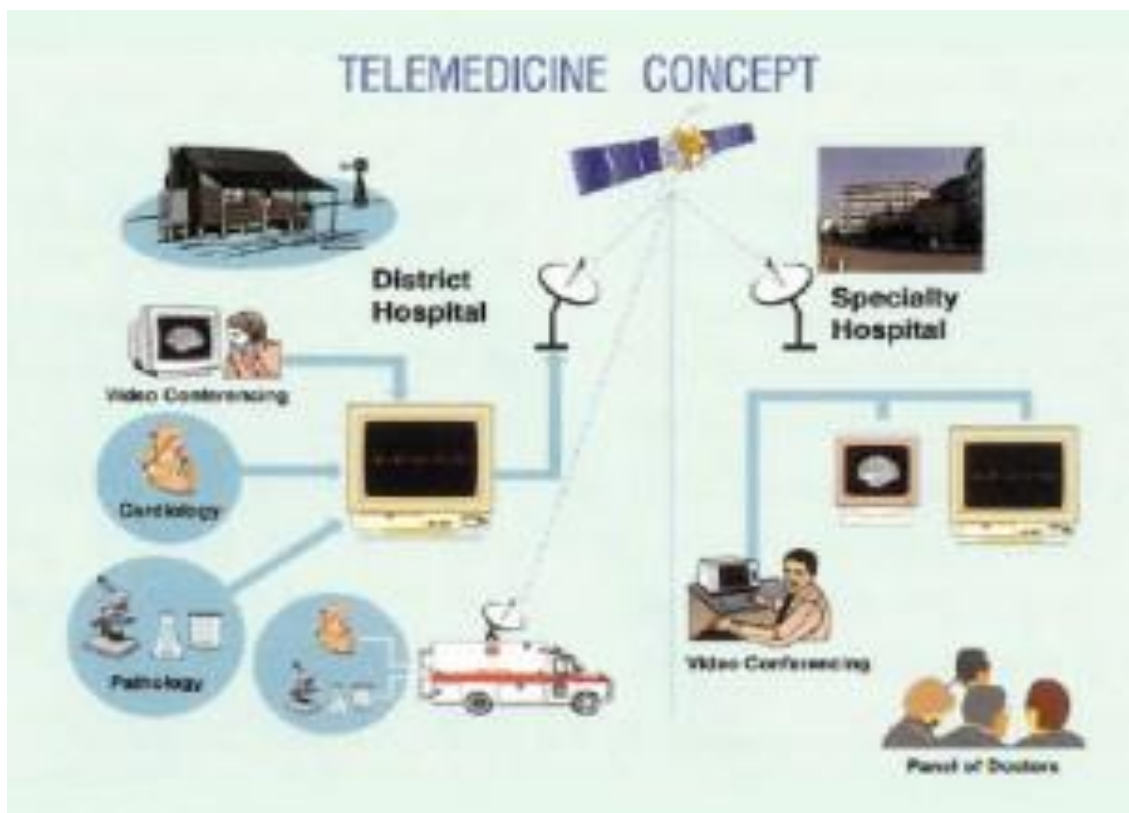 TELEMEDICINE CONCEPT
District
Hospital
Specialty
Hospital
Video Conferencing
Cardiology
Pathology
Video Conferencing
Panel of Doctors